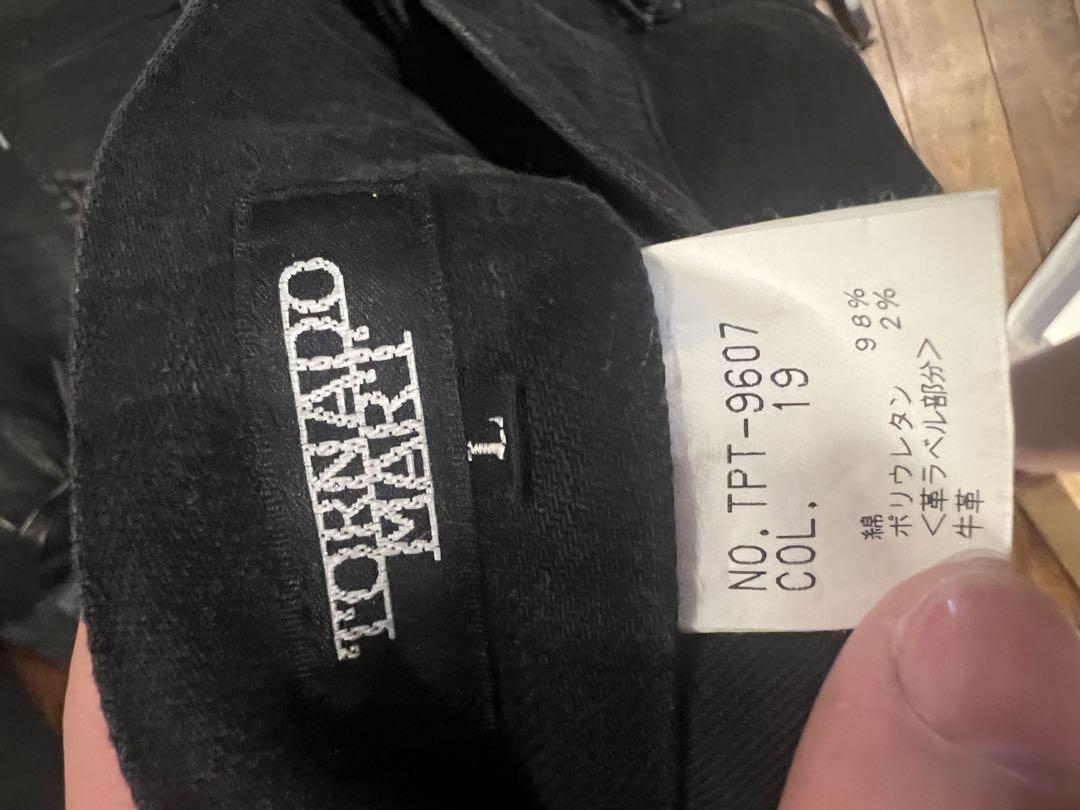 TORNADO
MART
L
NO. TPT-9607
COL. 19
綿 98%
ポリウレタン 2%
<革ラベル部分>
牛革